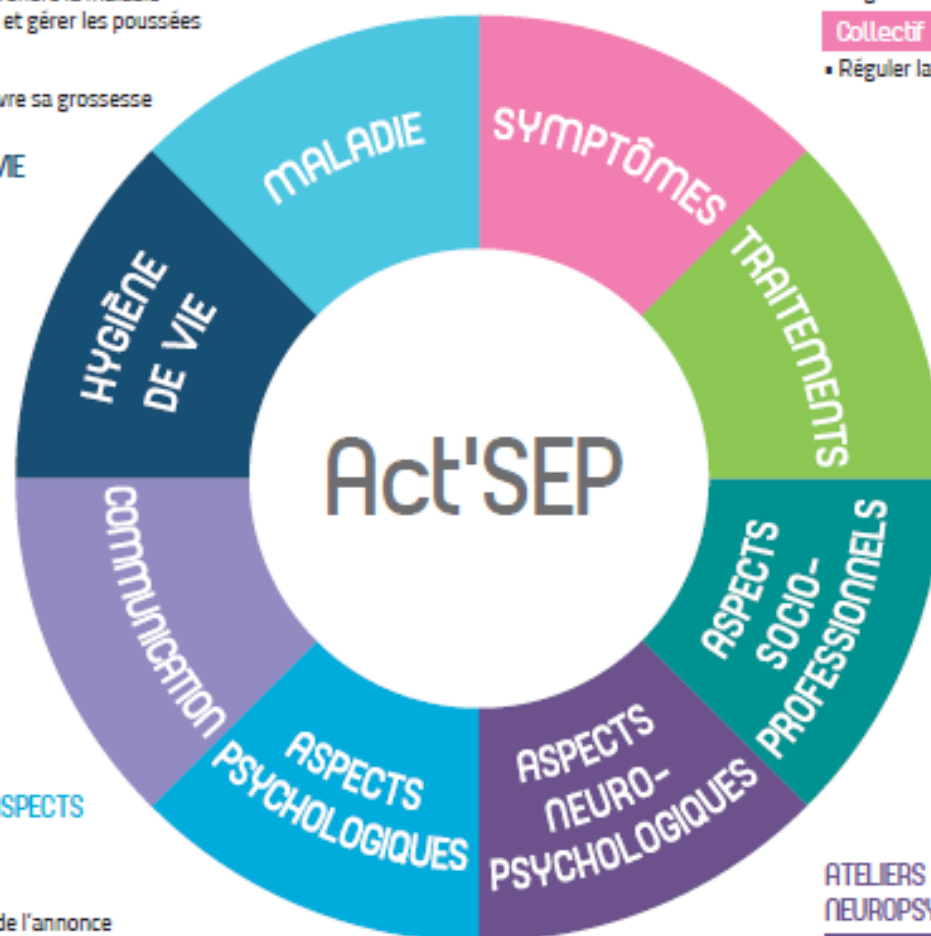 et gérer les poussées
vre sa grossesse
VIE
Collectif
▪ Réguler la
MALADIE
SYMPTÔMES
TRAITEMENTS
ASPECTS
SOCIO-
PROFESSIONNELS
ASPECTS
NEURO-
PSYCHOLOGIQUES
ASPECTS
PSYCHOLOGIQUES
COMMUNICATION
HYGIÈNE
DE VIE
Act'SEP
SPECTS
de l'annonce
ATELIERS
NEUROPSY